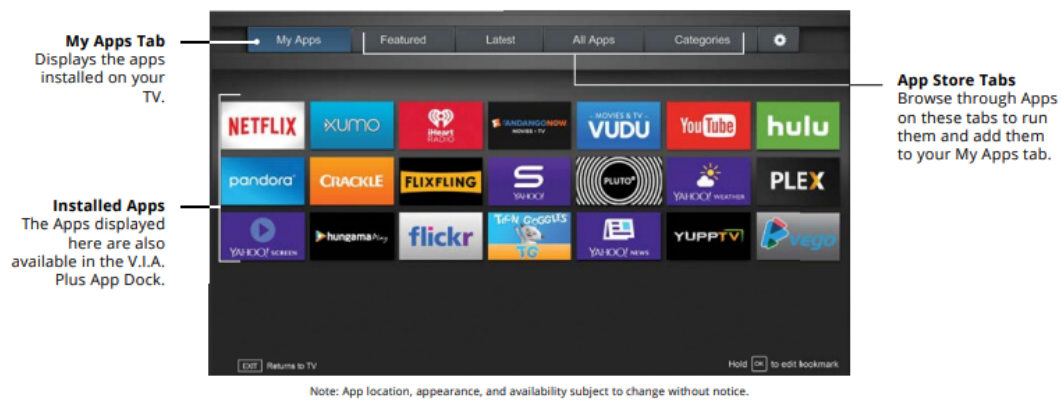 My Apps Tab
Displays the apps
installed on your
TV.
Installed Apps
The Apps displayed
here are also
available in the V.I.A.
Plus App Dock.
My Apps Featured Latest All Apps Categories
NETFLIX XUMO iHeart RADIO FANDANGONOW MOVIES • TV - MOVIES & TV - VUDU YouTube hulu
pandora CRACKLE FLIXFLING S YAHOO! PLUTO YAHOO! WEATHER PLEX
YAHOO! SCREEN hungama Play flickr TEEN GOGGLES TG YAHOO! NEWS YUPPTV vego
EXIT Returns to TV
Hold OK to edit bookmark
App Store Tabs
Browse through Apps
on these tabs to run
them and add them
to your My Apps tab.
Note: App location, appearance, and availability subject to change without notice.